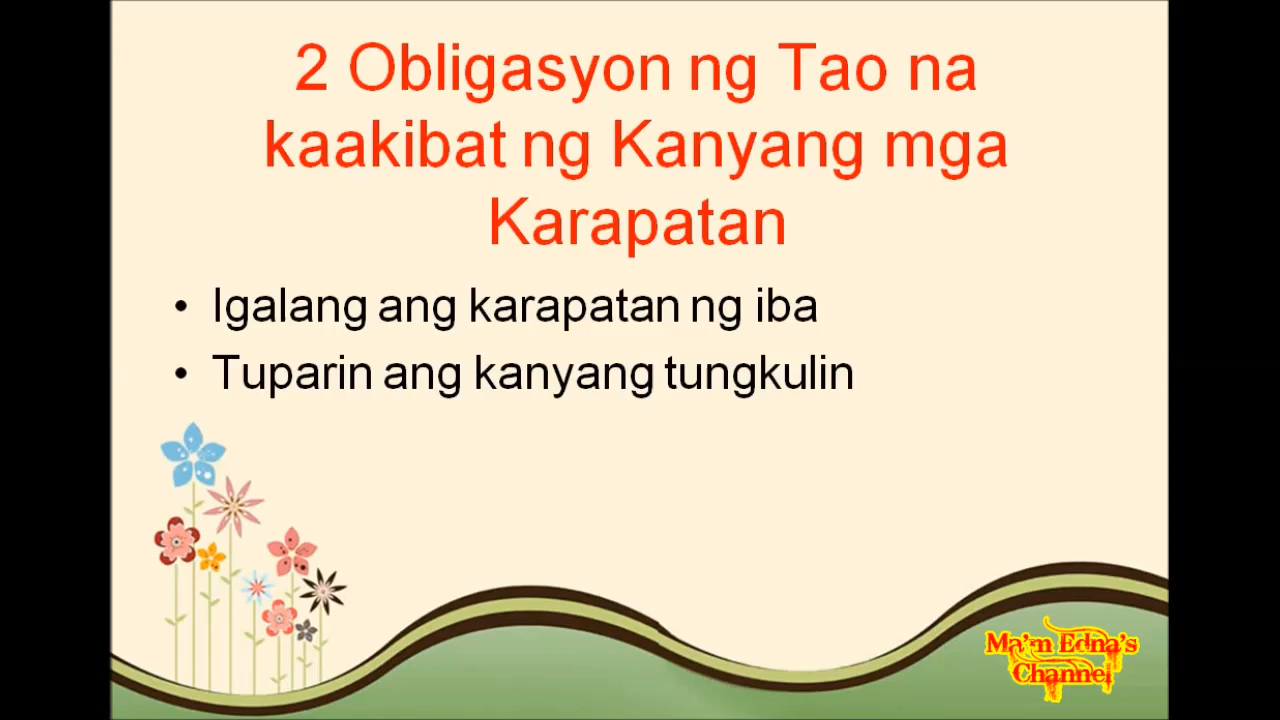 2 Obligasyon ng Tao na
kaakibat ng Kanyang mga
Karapatan
• Igalang ang karapatan ng iba
• Tuparin ang kanyang tungkulin
Ma'm Edna's
Channel